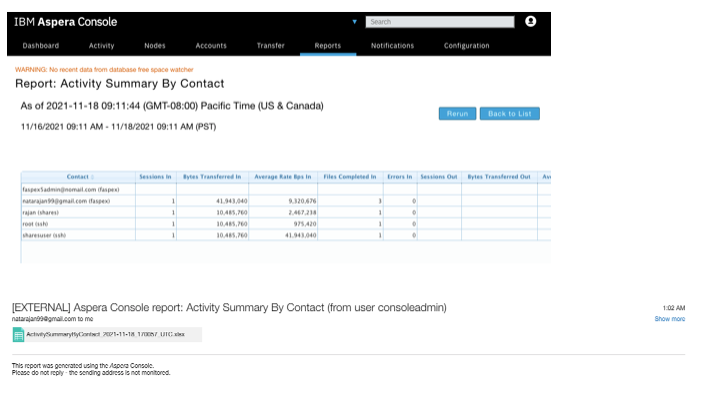 IBM Aspera Console
Search
Dashboard Activity Nodes Accounts Transfer Reports Notifications Configuration
WARNING: No recent data from database free space watcher
Report: Activity Summary By Contact
As of 2021-11-18 09:11:44 (GMT-08:00) Pacific Time (US & Canada)
Rerun Back to List
11/16/2021 09:11 AM - 11/18/2021 09:11 AM (PST)
Contact Sessions In Bytes Transferred In Average Rate Bps In Files Completed In Errors In Sessions Out Bytes Transferred Out Av
faspex5admin@nomail.com (faspex)
natarajan99@gmail.com (faspex) 1 41,943,040 9,320,676 3 0
rajan (shares) 1 10,485,760 2,467,238 1 0
root (ssh) 1 10,485,760 975,420 1 0
sharesuser (ssh) 1 10,485,760 41,943,040 1 0
[EXTERNAL] Aspera Console report: Activity Summary By Contact (from user consoleadmin) 1:02 AM
natarajan99@gmail.com to me Show more
ActivitySummaryByContact_2021-11-18_170057_UTC.xlsx
This report was generated using the Aspera Console.
Please do not reply - the sending address is not monitored.